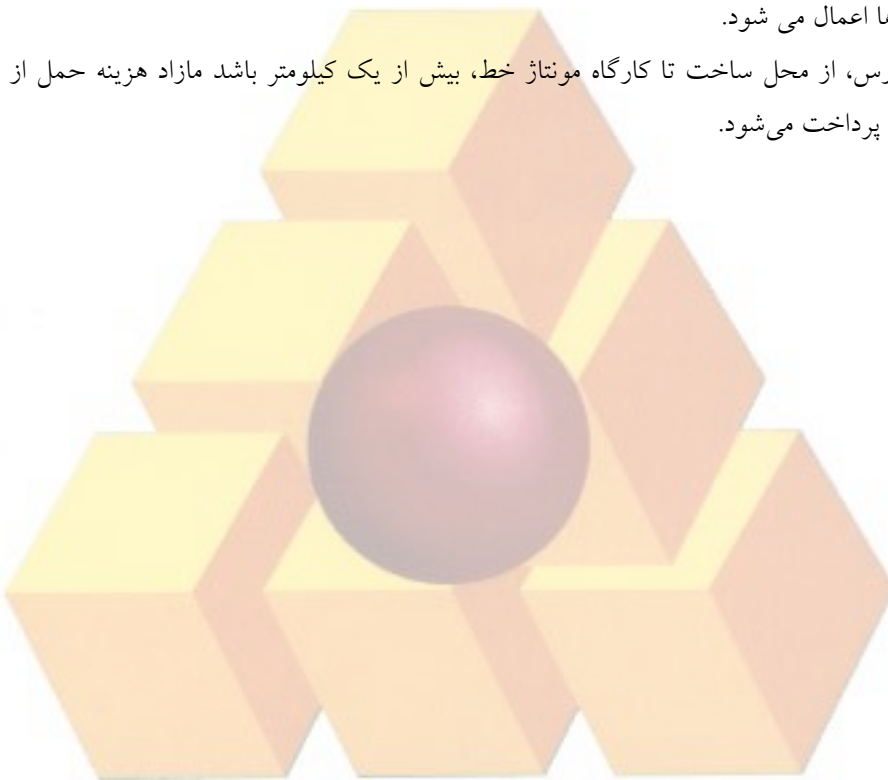 اعمال می شود.
از محل ساخت تا کارگاه مونتاژ خط، بیش از یک کیلومتر باشد مازاد هزینه حمل از
پرداخت می‌شود.